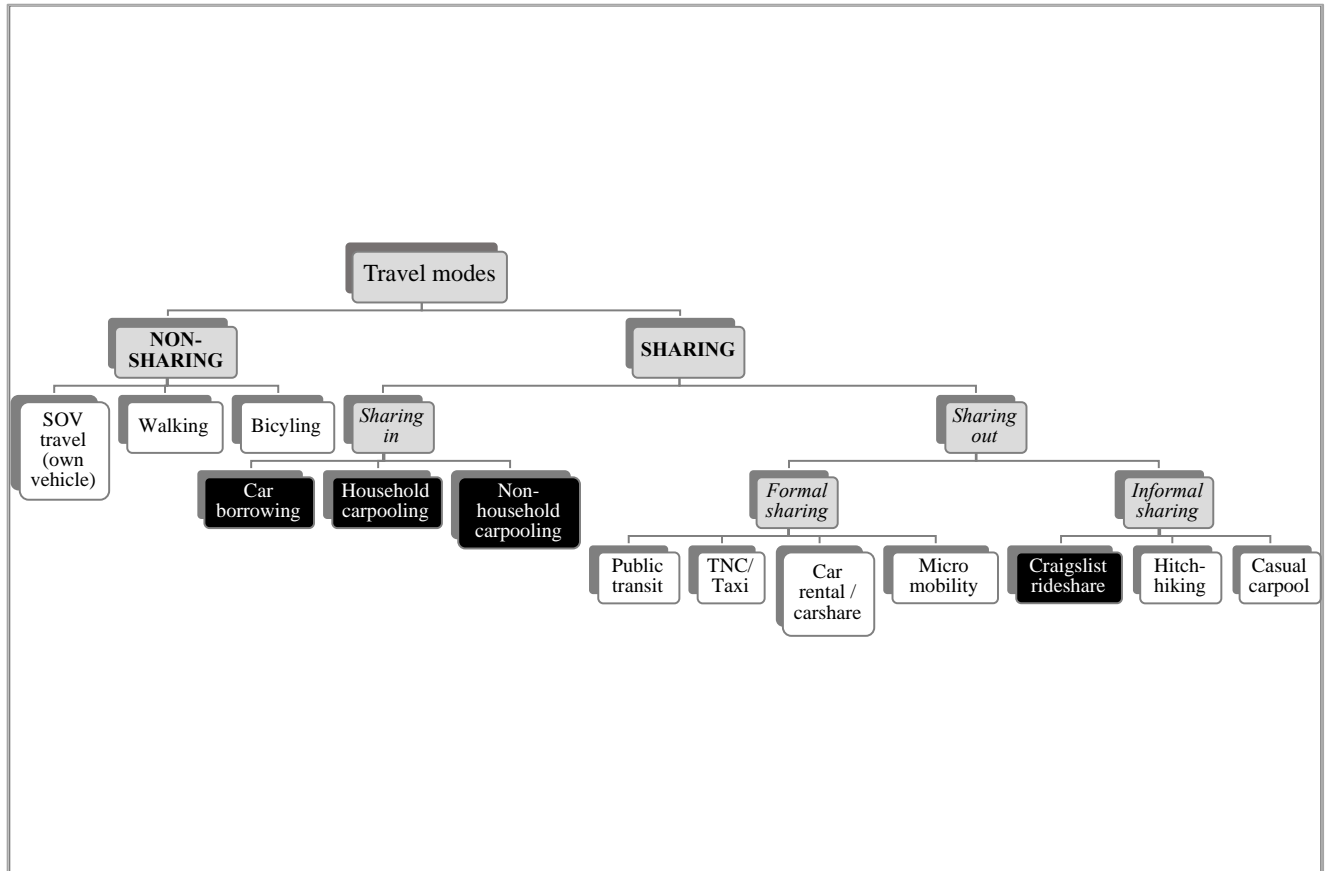 Travel modes
NON-
SHARING
SHARING
SOV
travel
(own
vehicle)
Walking
Bicyling
Sharing
in
Sharing
out
Car
borrowing
Household
carpooling
Non-
household
carpooling
Formal
sharing
Informal
sharing
Public
transit
TNC/
Taxi
Car
rental /
carshare
Micro
mobility
Craigslist
rideshare
Hitch-
hiking
Casual
carpool